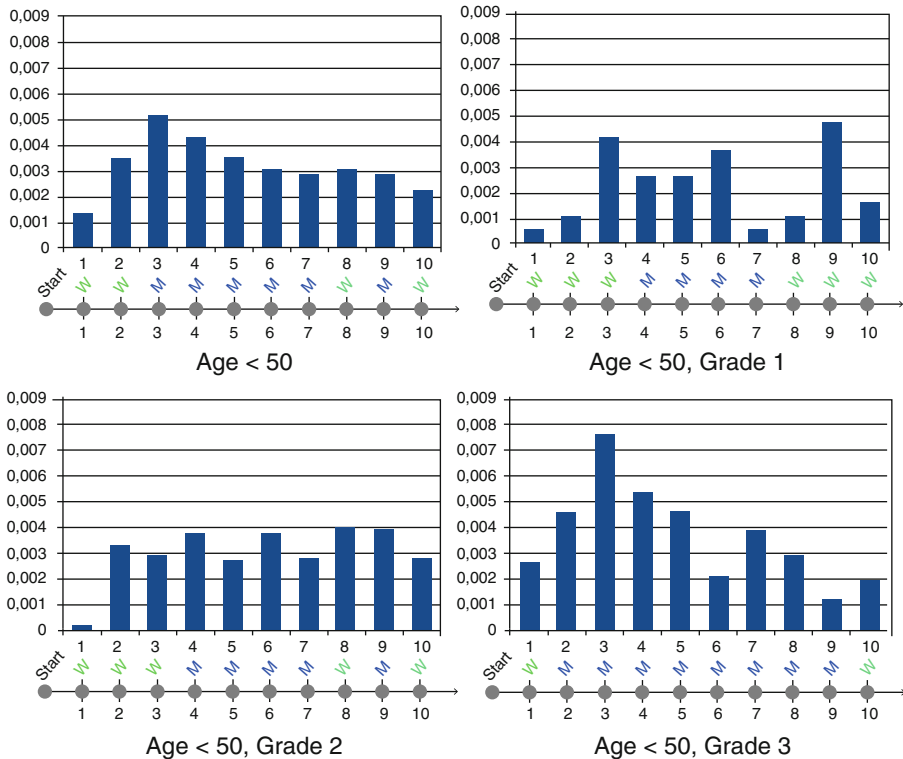 0,009
0,008
0,007
0,006
0,005
0,004
0,003
0,002
0,001
0
1 2 3 4 5 6 7 8 9 10
Start W W M M M M M W M W
1 2 3 4 5 6 7 8 9 10
Age < 50
0,009
0,008
0,007
0,006
0,005
0,004
0,003
0,002
0,001
0
1 2 3 4 5 6 7 8 9 10
Start W W W M M M M W W W
1 2 3 4 5 6 7 8 9 10
Age < 50, Grade 1
0,009
0,008
0,007
0,006
0,005
0,004
0,003
0,002
0,001
0
1 2 3 4 5 6 7 8 9 10
Start W W W M M M M W M W
1 2 3 4 5 6 7 8 9 10
Age < 50, Grade 2
0,009
0,008
0,007
0,006
0,005
0,004
0,003
0,002
0,001
0
1 2 3 4 5 6 7 8 9 10
Start W M M M M M M M M W
1 2 3 4 5 6 7 8 9 10
Age < 50, Grade 3